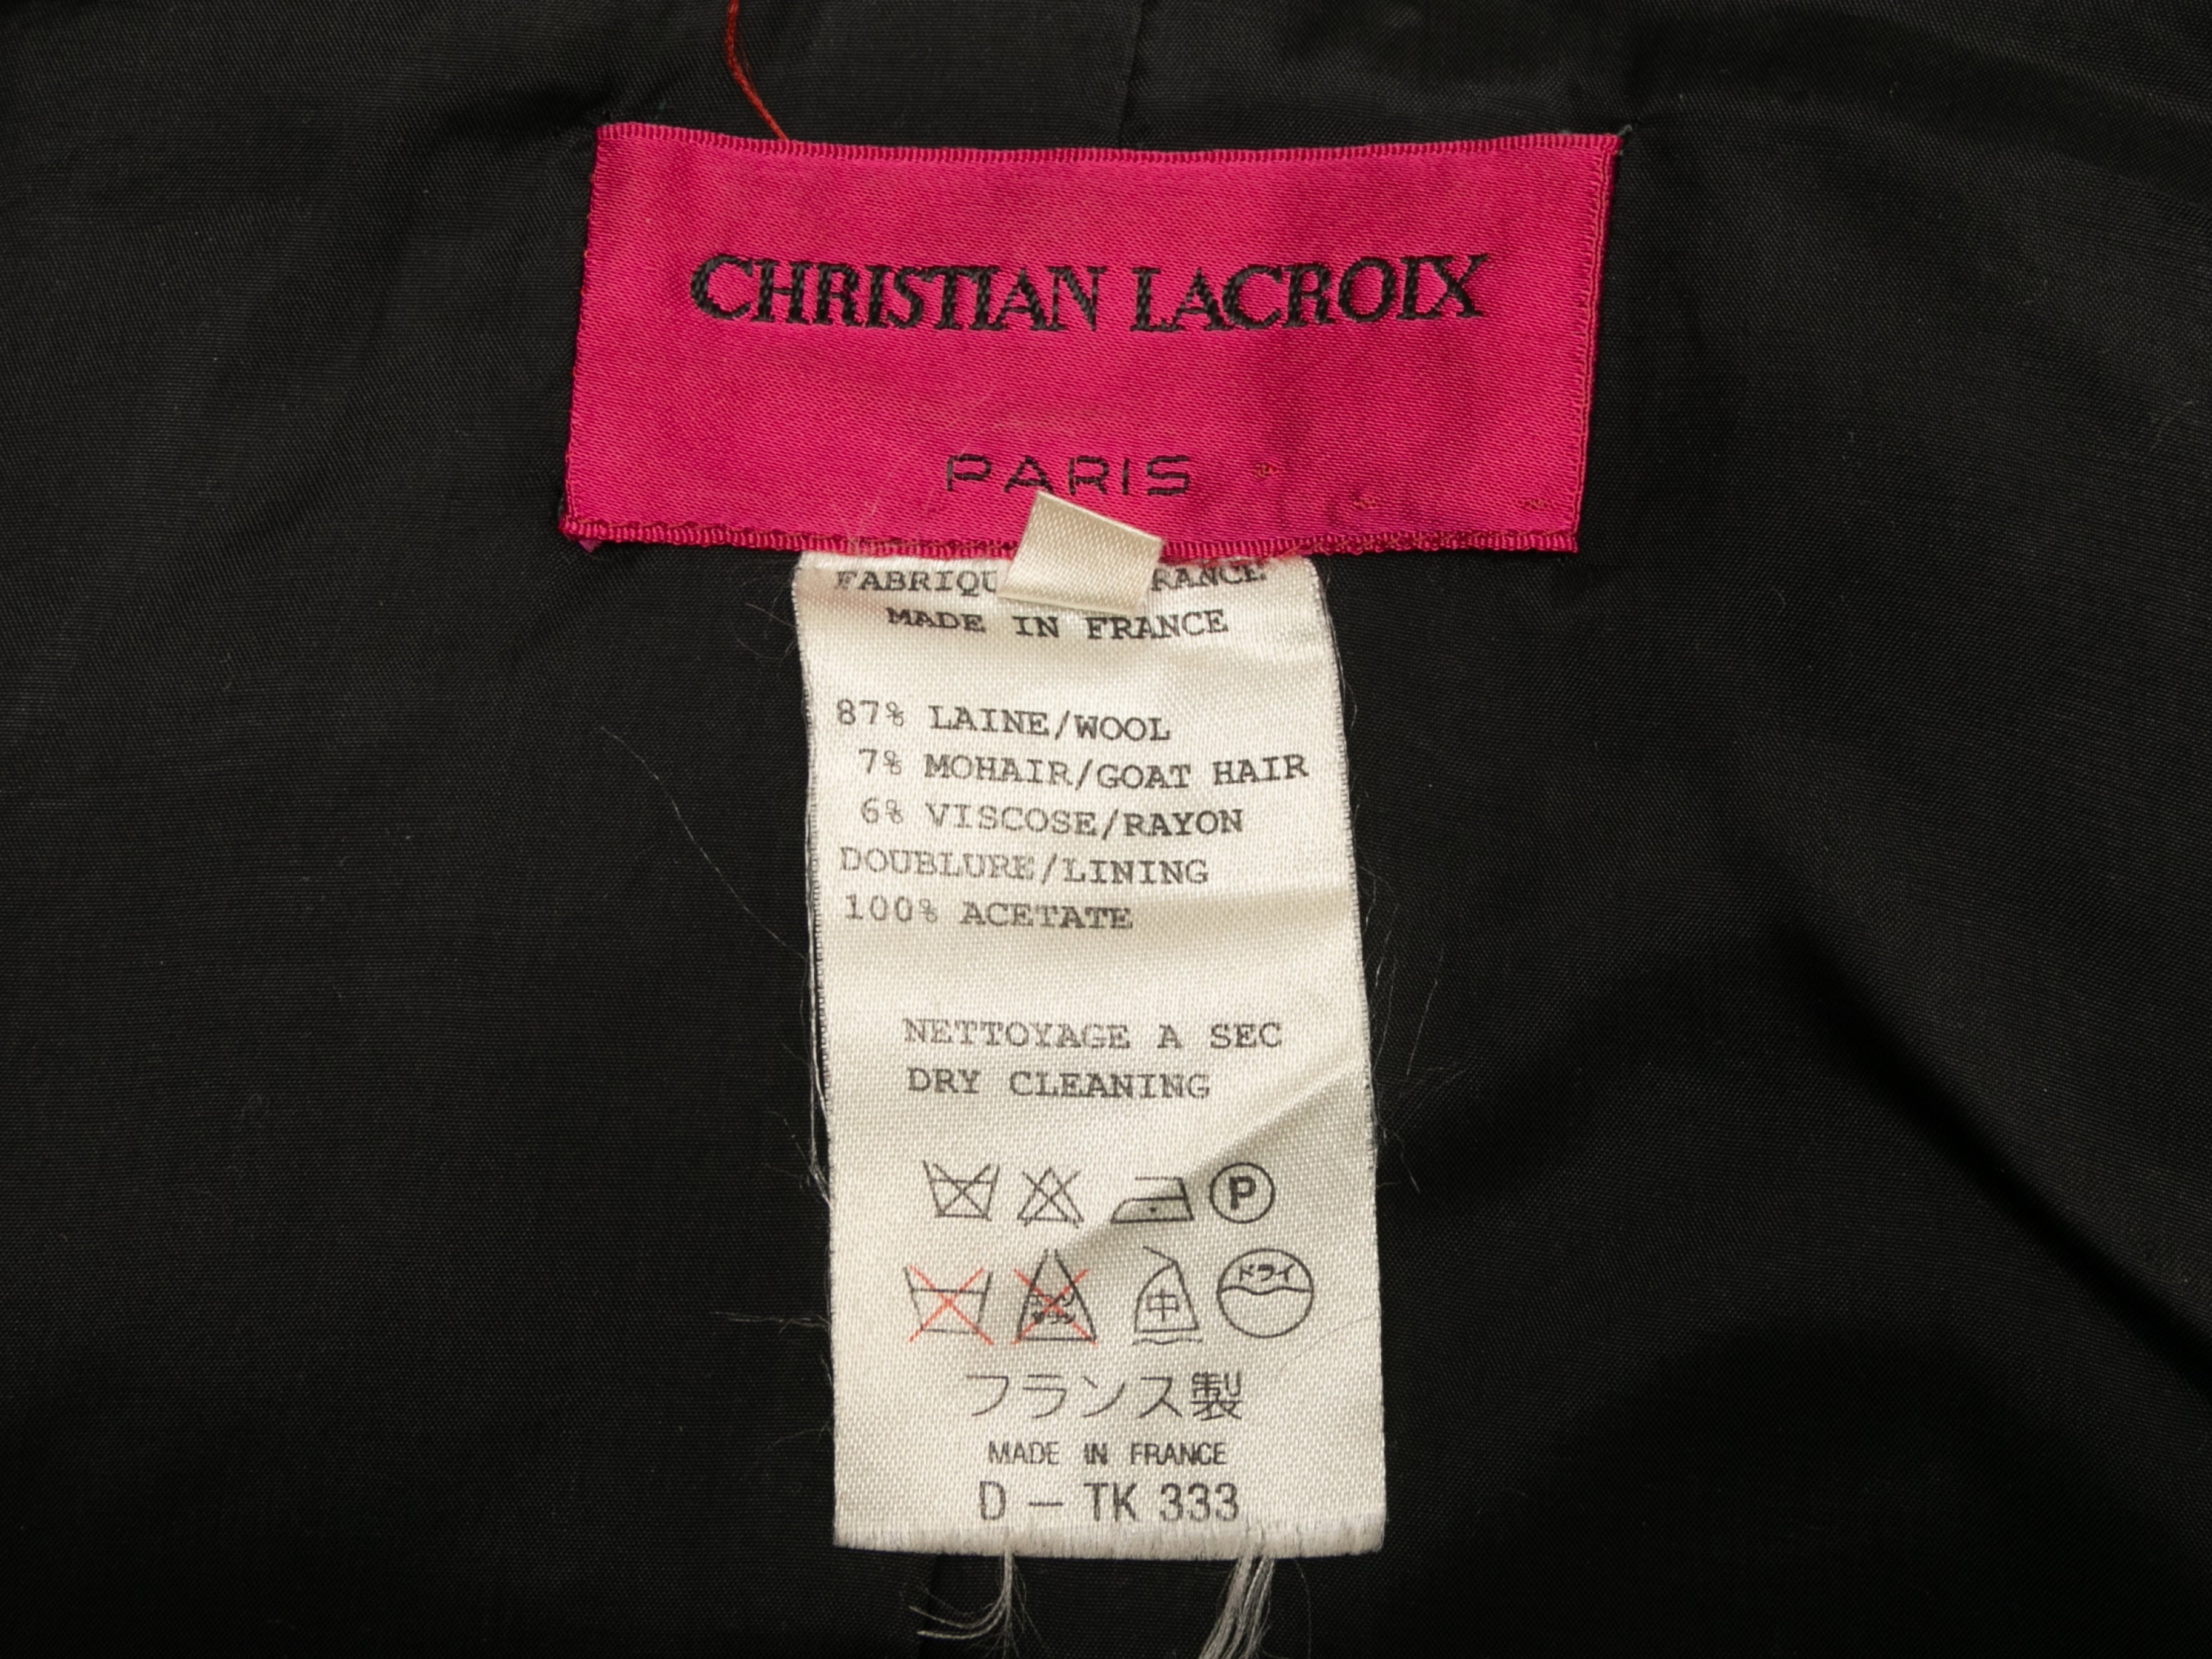 CHRISTIAN LACROIX
PARIS
MADE IN FRANCE
87% LAINE/WOOL
7% MOHAIR/GOAT HAIR
6% VISCOSE/RAYON
DOUBLURE/LINING
100% ACETATE
NETTOYAGE A SEC
DRY CLEANING
P
中 ドライ
フランス製
MADE IN FRANCE
D - TK 333